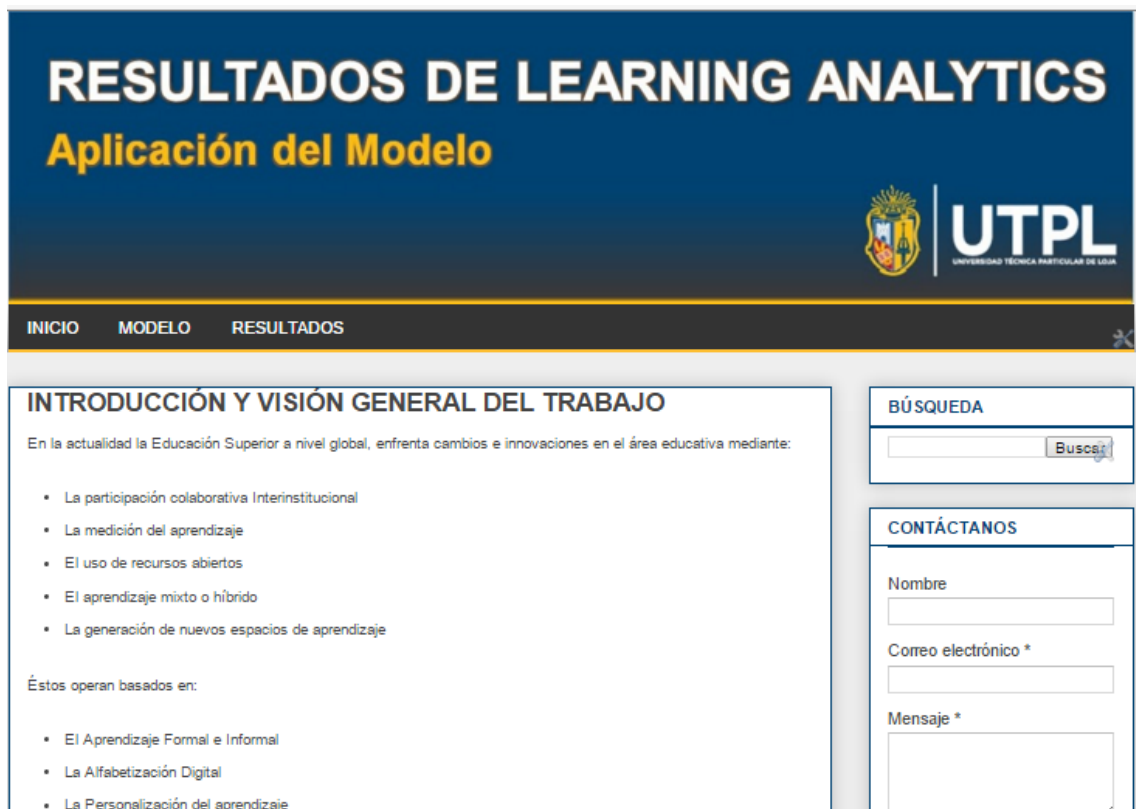 RESULTADOS DE LEARNING ANALYTICS
Aplicación del Modelo
UTPL
UNIVERSIDAD TÉCNICA PARTICULAR DE LOJA
INICIO MODELO RESULTADOS
INTRODUCCIÓN Y VISIÓN GENERAL DEL TRABAJO
En la actualidad la Educación Superior a nivel global, enfrenta cambios e innovaciones en el área educativa mediante:
• La participación colaborativa Interinstitucional
• La medición del aprendizaje
• El uso de recursos abiertos
• El aprendizaje mixto o híbrido
• La generación de nuevos espacios de aprendizaje
Éstos operan basados en:
• El Aprendizaje Formal e Informal
• La Alfabetización Digital
• La Personalización del aprendizaje
BÚSQUEDA
Buscar
CONTÁCTANOS
Nombre
Correo electrónico *
Mensaje *